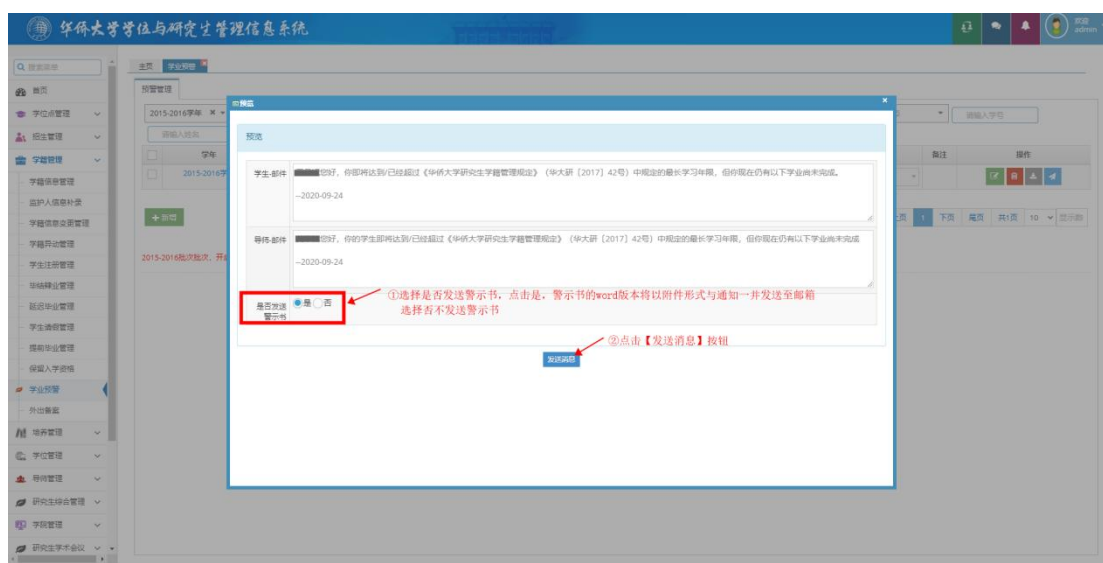 华侨大学学位与研究生管理信息系统
欢迎
admin
搜索菜单
主页 学业预警
首页
预警管理
学位点管理
2015-2016学年
请输入学号
招生管理
请输入姓名
学籍管理
学年
备注 操作
2015-2016学
学籍信息管理
监护人信息补录
学籍信息变更管理
+新增
1 下页 尾页 共1页 10
学籍异动管理
2015-2016批次批次，开
学生注册管理
毕结肄业管理
延迟毕业管理
学生请假管理
提前毕业管理
保留入学资格
学业预警
外出备案
培养管理
学位管理
导师管理
研究生综合管理
学院管理
研究生学术会议
预览
预览
学生-邮件
您好，你即将达到/已经超过《华侨大学研究生学籍管理规定》（华大研［2017］42号）中规定的最长学习年限，但你现在仍有以下学业尚未完成。
--2020-09-24
导师-邮件
您好，你的学生即将达到/已经超过《华侨大学研究生学籍管理规定》（华大研［2017］42号）中规定的最长学习年限，但你现在仍有以下学业尚未完成
--2020-09-24
是否发送
警示书
是 否
①选择是否发送警示书，点击是，警示书的word版本将以附件形式与通知一并发送至邮箱
选择否不发送警示书
②点击【发送消息】按钮
发送消息